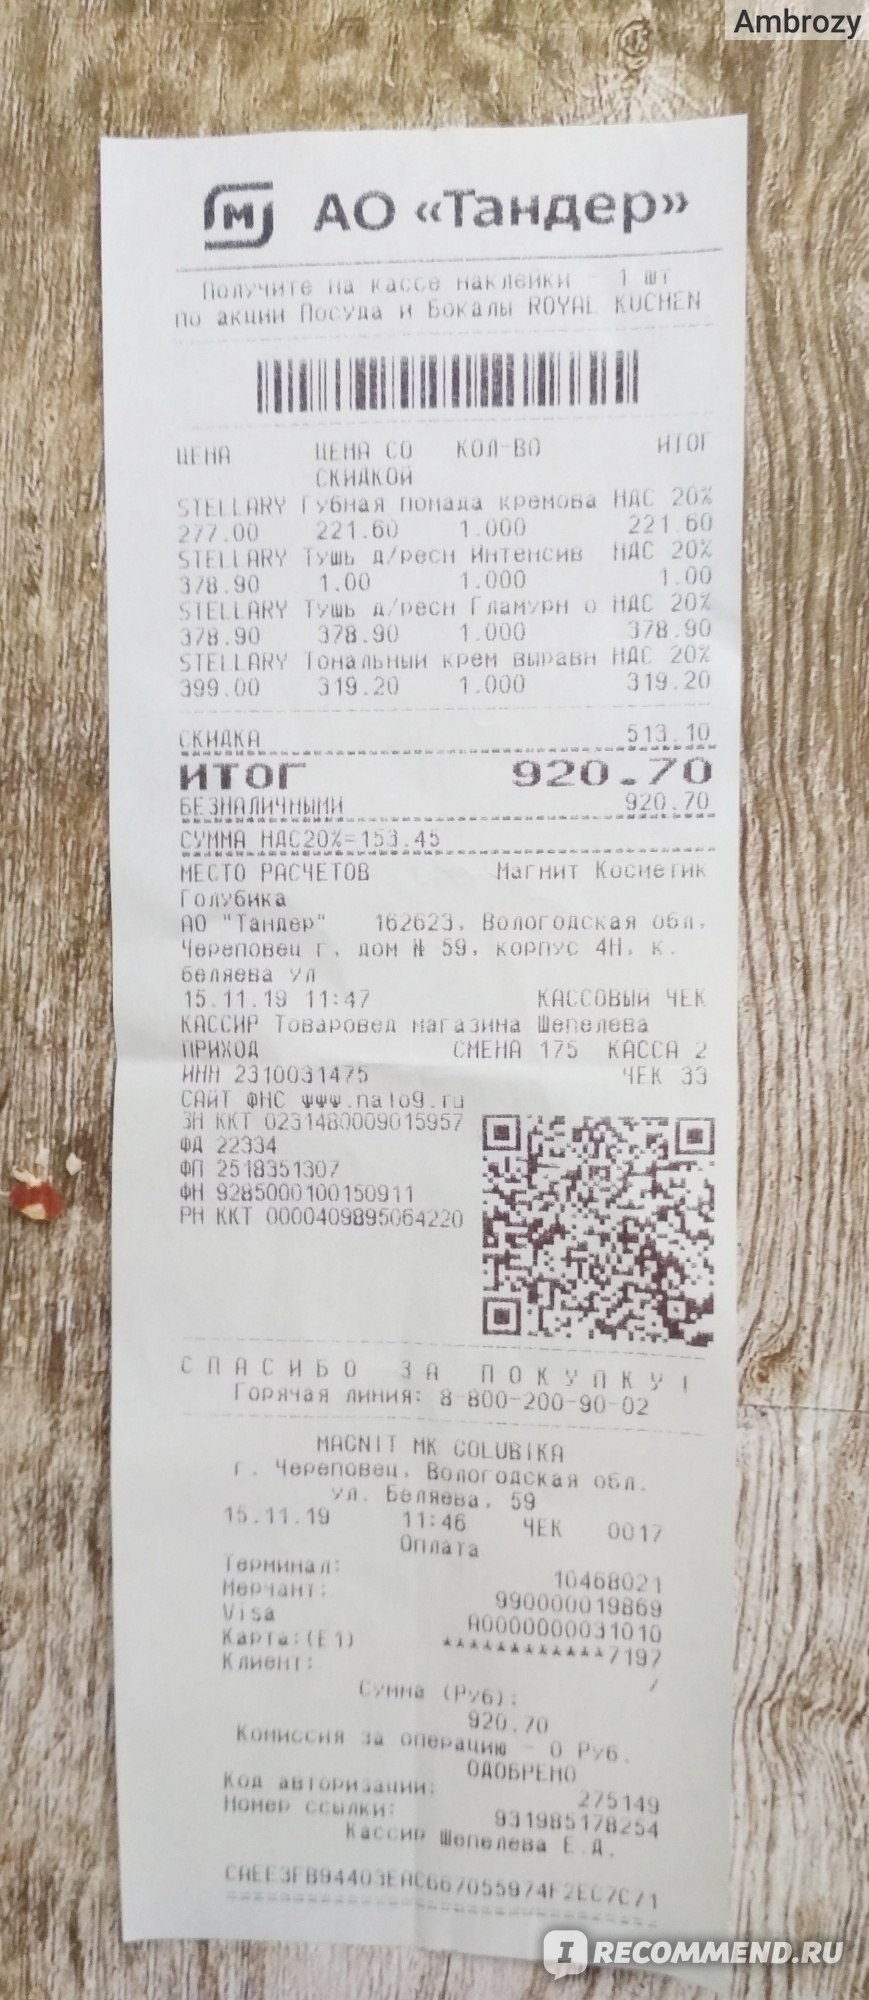 Ambrozy
М АО «Тандер»
Получите на кассе наклейки - 1 шт
по акции Посуда и Бокалы ROYAL KUCHEN
ЦЕНА ЦЕНА СО КОЛ-ВО ИТОГ
СКИДКОЙ
STELLARY Губная помада кремова НДС 20%
277.00 221.60 1.000 221.60
STELLARY Тушь д/ресн Интенсив НДС 20%
378.90 1.00 1.000 1.00
STELLARY Тушь д/ресн Гламурн о НДС 20%
378.90 378.90 1.000 378.90
STELLARY Тональный крем выравн НДС 20%
399.00 319.20 1.000 319.20
СКИДКА 513.10
ИТОГ 920.70
БЕЗНАЛИЧНЫМИ 920.70
СУММА НДС20%=153.45
МЕСТО РАСЧЕТОВ Магнит Косметик
Голубика
АО "Тандер" 162623, Вологодская обл,
Череповец г, дом № 59, корпус 4Н, к.
беляева ул
15.11.19 11:47 КАССОВЫЙ ЧЕК
КАССИР Товаровед магазина Шепелева
ПРИХОД СМЕНА 175 КАССА 2
ИНН 2310031475 ЧЕК 33
САЙТ ФНС www.nalog.ru
ЗН ККТ 0231480009015957
ФД 22334
ФП 2518351307
ФН 9285000100150911
РН ККТ 0000409895064220
СПАСИБО ЗА ПОКУПКУ!
Горячая линия: 8-800-200-90-02
MAGNIT MK GOLUBIKA
г. Череповец, Вологодская обл.
ул. Беляева, 59
15.11.19 11:46 ЧЕК 0017
Оплата
Терминал: 10468021
Мерчант: 990000019869
Visa A0000000031010
Карта:(E1) ************7197
Клиент: /
Сумма (Руб):
920.70
Комиссия за операцию - 0 Руб.
ОДОБРЕНО
Код авторизации: 275149
Номер ссылки: 931985178254
Кассир Шепелева Е.А.
CAEE3FB94403EAC667055974F2EC7C71
IRECOMMEND.RU